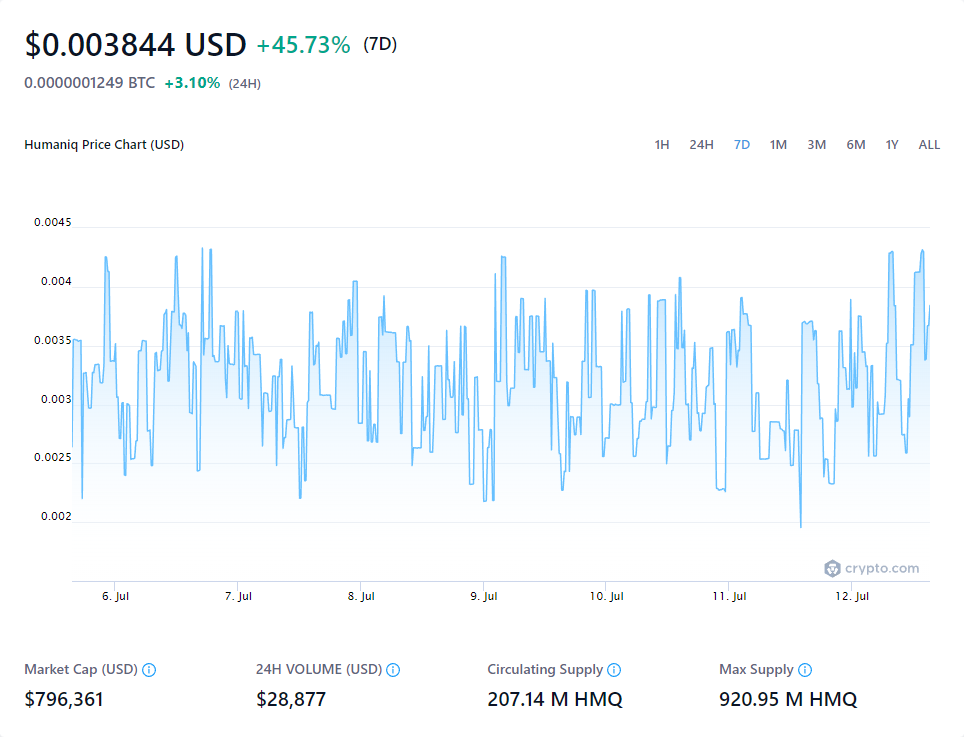 $0.003844 USD +45.73% (7D)
0.0000001249 BTC +3.10% (24H)
Humaniq Price Chart (USD) 1H 24H 7D 1M 3M 6M 1Y ALL
0.0045
0.004
0.0035
0.003
0.0025
0.002
crypto.com
6. Jul 7. Jul 8. Jul 9. Jul 10. Jul 11. Jul 12. Jul
Market Cap (USD) 24H VOLUME (USD) Circulating Supply Max Supply
$796,361 $28,877 207.14 M HMQ 920.95 M HMQ